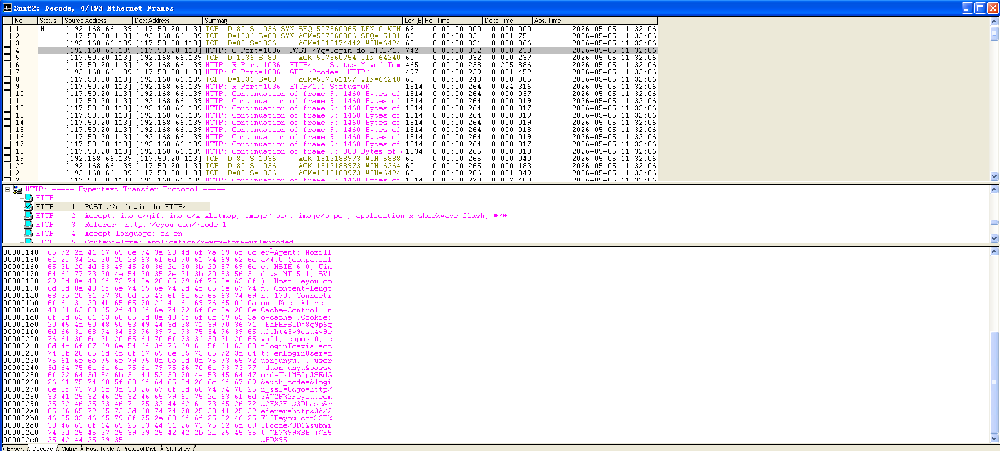 Snif2: Decode, 4/193 Ethernet Frames
No. Status Source Address Dest Address Summary Len (B Rel. Time Delta Time Abs. Time
1 M [192.168.66.139 [117.50.20.113] TCP: D=80 S=1036 SYN SEQ=507560065 LEN=0 WIN= 62 0:00:00.000 0.000.000 2026-05-05 11:32:06
2 [117.50.20.113] [192.168.66.139 TCP: D=1036 S=80 SYN ACK=507560066 SEQ=15131 60 0:00:00.031 0.031.751 2026-05-05 11:32:06
3 [192.168.66.139 [117.50.20.113] TCP: D=80 S=1036 ACK=1513174442 WIN=64240 60 0:00:00.031 0.000.066 2026-05-05 11:32:06
4 [192.168.66.139 [117.50.20.113] HTTP: C Port=1036 POST /?q=login.do HTTP/1. 742 0:00:00.032 0.000.238 2026-05-05 11:32:06
5 [117.50.20.113] [192.168.66.139 TCP: D=1036 S=80 ACK=507560754 WIN=64240 60 0:00:00.032 0.000.237 2026-05-05 11:32:06
6 [117.50.20.113] [192.168.66.139 HTTP: R Port=1036 HTTP/1.1 Status=Moved Tem 465 0:00:00.238 0.205.886 2026-05-05 11:32:06
7 [192.168.66.139 [117.50.20.113] HTTP: C Port=1036 GET /?code=1 HTTP/1.1 497 0:00:00.239 0.001.452 2026-05-05 11:32:06
8 [117.50.20.113] [192.168.66.139 TCP: D=1036 S=80 ACK=507561197 WIN=64240 60 0:00:00.240 0.000.885 2026-05-05 11:32:06
9 [117.50.20.113] [192.168.66.139 HTTP: R Port=1036 HTTP/1.1 Status=OK 1514 0:00:00.264 0.024.316 2026-05-05 11:32:06
10 [117.50.20.113] [192.168.66.139 HTTP: Continuation of frame 9; 1460 Bytes of 1514 0:00:00.264 0.000.037 2026-05-05 11:32:06
11 [117.50.20.113] [192.168.66.139 HTTP: Continuation of frame 9; 1460 Bytes of 1514 0:00:00.264 0.000.019 2026-05-05 11:32:06
12 [117.50.20.113] [192.168.66.139 HTTP: Continuation of frame 9; 1460 Bytes of 1514 0:00:00.264 0.000.017 2026-05-05 11:32:06
13 [117.50.20.113] [192.168.66.139 HTTP: Continuation of frame 9; 1460 Bytes of 1514 0:00:00.264 0.000.019 2026-05-05 11:32:06
14 [117.50.20.113] [192.168.66.139 HTTP: Continuation of frame 9; 1460 Bytes of 1514 0:00:00.264 0.000.019 2026-05-05 11:32:06
15 [117.50.20.113] [192.168.66.139 HTTP: Continuation of frame 9; 1460 Bytes of 1514 0:00:00.264 0.000.018 2026-05-05 11:32:06
16 [117.50.20.113] [192.168.66.139 HTTP: Continuation of frame 9; 1460 Bytes of 1514 0:00:00.264 0.000.019 2026-05-05 11:32:06
17 [117.50.20.113] [192.168.66.139 HTTP: Continuation of frame 9; 1460 Bytes of 1514 0:00:00.264 0.000.017 2026-05-05 11:32:06
18 [117.50.20.113] [192.168.66.139 HTTP: Continuation of frame 9; 980 Bytes of 1034 0:00:00.265 0.000.018 2026-05-05 11:32:06
19 [192.168.66.139 [117.50.20.113] TCP: D=80 S=1036 ACK=1513188973 WIN=5888 60 0:00:00.265 0.000.040 2026-05-05 11:32:06
20 [192.168.66.139 [117.50.20.113] TCP: D=80 S=1036 ACK=1513188973 WIN=6264 60 0:00:00.265 0.000.183 2026-05-05 11:32:06
21 [192.168.66.139 [117.50.20.113] TCP: D=80 S=1036 ACK=1513188973 WIN=6424 60 0:00:00.266 0.001.049 2026-05-05 11:32:06
22 [117.50.20.113] [192.168.66.139 HTTP: Continuation of frame 9; 1460 Bytes of 1514 0:00:00.273 0.007.403 2026-05-05 11:32:06
HTTP: ----- Hypertext Transfer Protocol -----
HTTP:
HTTP: 1: POST /?q=login.do HTTP/1.1
HTTP: 2: Accept: image/gif, image/x-xbitmap, image/jpeg, image/pjpeg, application/x-shockwave-flash, */*
HTTP: 3: Referer: http://eyou.com/?code=1
HTTP: 4: Accept-Language: zh-cn
HTTP: 5: Content-Type: application/x-www-form-urlencoded
00000140: 65 72 2d 41 67 65 6e 74 3a 20 4d 6f 7a 69 6c 6c er-Agent: Mozill
00000150: 61 2f 34 2e 30 20 28 63 6f 6d 70 61 74 69 62 6c a/4.0 (compatibl
00000160: 65 3b 20 4d 53 49 45 20 36 2e 30 3b 20 57 69 6e e; MSIE 6.0; Win
00000170: 64 6f 77 73 20 4e 54 20 35 2e 31 3b 20 53 56 31 dows NT 5.1; SV1
00000180: 29 0d 0a 48 6f 73 74 3a 20 65 79 6f 75 2e 63 6f )..Host: eyou.co
00000190: 6d 0d 0a 43 6f 6e 74 65 6e 74 2d 4c 65 6e 67 74 m..Content-Lengt
000001a0: 68 3a 20 31 37 30 0d 0a 43 6f 6e 6e 65 63 74 69 h: 170..Connecti
000001b0: 6f 6e 3a 20 4b 65 65 70 2d 41 6c 69 76 65 0d 0a on: Keep-Alive..
000001c0: 43 61 63 68 65 2d 43 6f 6e 74 72 6f 6c 3a 20 6e Cache-Control: n
000001d0: 6f 2d 63 61 63 68 65 0d 0a 43 6f 6f 6b 69 65 3a o-cache..Cookie:
000001e0: 20 45 4d 50 48 50 53 49 44 3d 38 71 39 70 36 71 EMPHPSID=8q9p6q
000001f0: 6d 66 31 68 74 34 33 76 39 71 73 75 34 76 39 65 mf1ht43v9qsu4v9e
00000200: 76 61 30 6c 3b 20 65 6d 70 6f 73 3d 30 3b 20 65 va0l; empos=0; e
00000210: 6d 4c 6f 67 69 6e 54 6f 3d 76 69 61 5f 61 63 63 mLoginTo=via_acc
00000220: 74 3b 20 65 6d 4c 6f 67 69 6e 55 73 65 72 3d 64 t; emLoginUser=d
00000230: 75 61 6e 6a 75 6e 79 75 0d 0a 0d 0a 75 73 65 72 uanjunyu....user
00000240: 3d 64 75 61 6e 6a 75 6e 79 75 26 70 61 73 73 77 =duanjunyu&passw
00000250: 6f 72 64 3d 54 6b 31 4d 53 30 70 4a 53 45 64 47 ord=Tk1MS0pJSEdG
00000260: 26 61 75 74 68 5f 63 6f 64 65 3d 26 6c 6f 67 69 &auth_code=&logi
00000270: 6e 5f 73 73 6c 3d 30 26 67 6f 3d 68 74 74 70 25 n_ssl=0&go=http%
00000280: 33 41 25 32 46 25 32 46 65 79 6f 75 2e 63 6f 6d 3A%2F%2Feyou.com
00000290: 25 32 46 25 33 46 71 25 33 44 62 61 73 65 26 72 %2F%3Fq%3Dbase&r
000002a0: 65 66 65 72 65 72 3d 68 74 74 70 25 33 41 25 32 eferer=http%3A%2
000002b0: 46 25 32 46 65 79 6f 75 2e 63 6f 6d 25 32 46 25 F%2Feyou.com%2F%
000002c0: 33 46 63 6f 64 65 25 33 44 31 26 73 75 62 6d 69 3Fcode%3D1&submi
000002d0: 74 3d 25 45 37 25 39 39 25 42 42 2b 2b 25 45 35 t=%E7%99%BB++%E5
000002e0: 25 42 44 25 39 35 %BD%95
Expert Decode Matrix Host Table Protocol Dist. Statistics